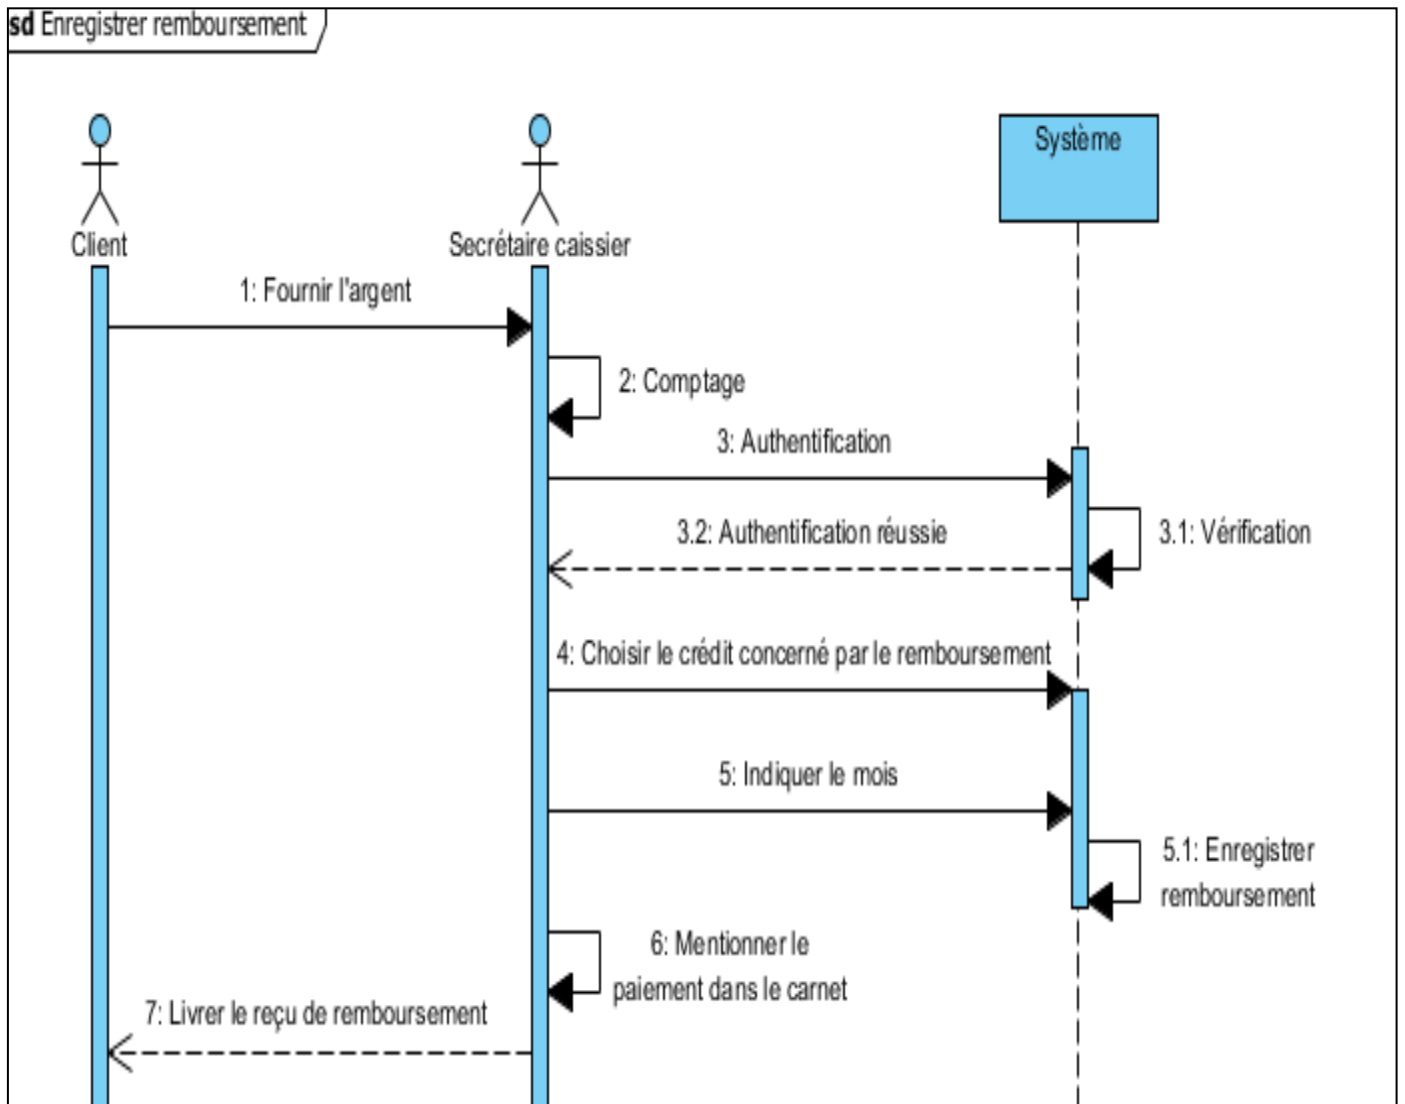 sd Enregistrer remboursement
Client
Secrétaire caissier
Système
1: Fournir l'argent
2: Comptage
3: Authentification
3.1: Vérification
3.2: Authentification réussie
4: Choisir le crédit concerné par le remboursement
5: Indiquer le mois
5.1: Enregistrer
remboursement
6: Mentionner le
paiement dans le carnet
7: Livrer le reçu de remboursement